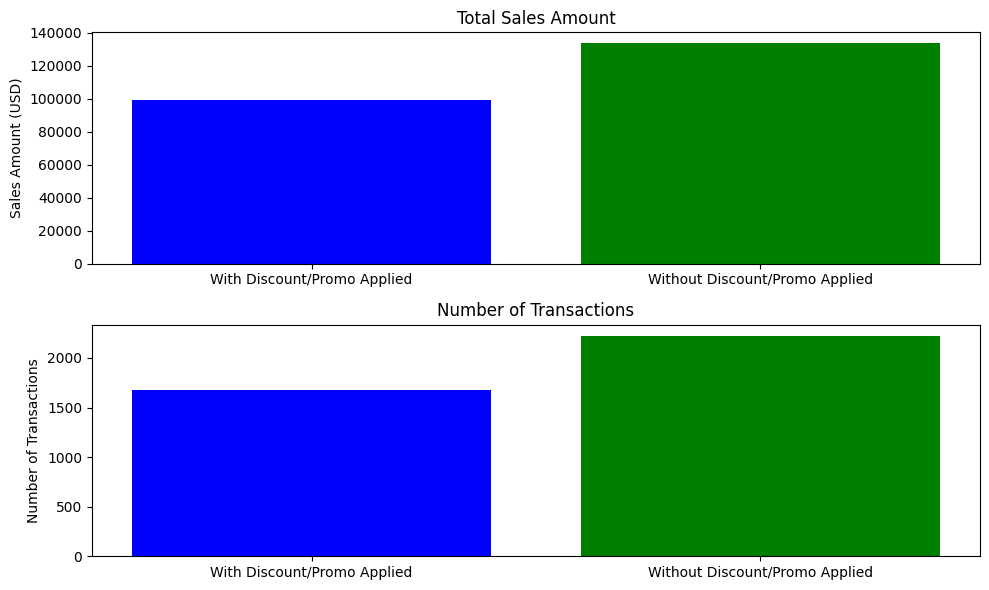 Total Sales Amount
Sales Amount (USD)
140000
120000
100000
80000
60000
40000
20000
0
With Discount/Promo Applied
Without Discount/Promo Applied
Number of Transactions
Number of Transactions
2000
1500
1000
500
0
With Discount/Promo Applied
Without Discount/Promo Applied